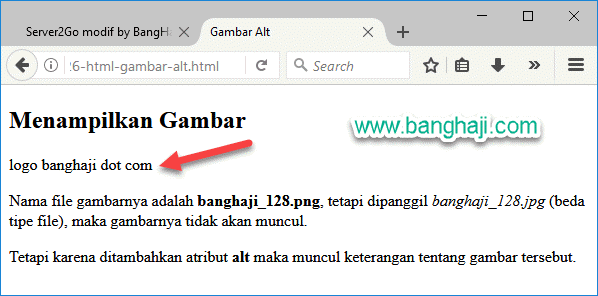 Server2Go modif by BangHa
Gambar Alt
:6-html-gambar-alt.html
Search
Menampilkan Gambar
www.banghaji.com
logo banghaji dot com
Nama file gambarnya adalah banghaji_128.png, tetapi dipanggil banghaji_128.jpg (beda
tipe file), maka gambarnya tidak akan muncul.
Tetapi karena ditambahkan atribut alt maka muncul keterangan tentang gambar tersebut.